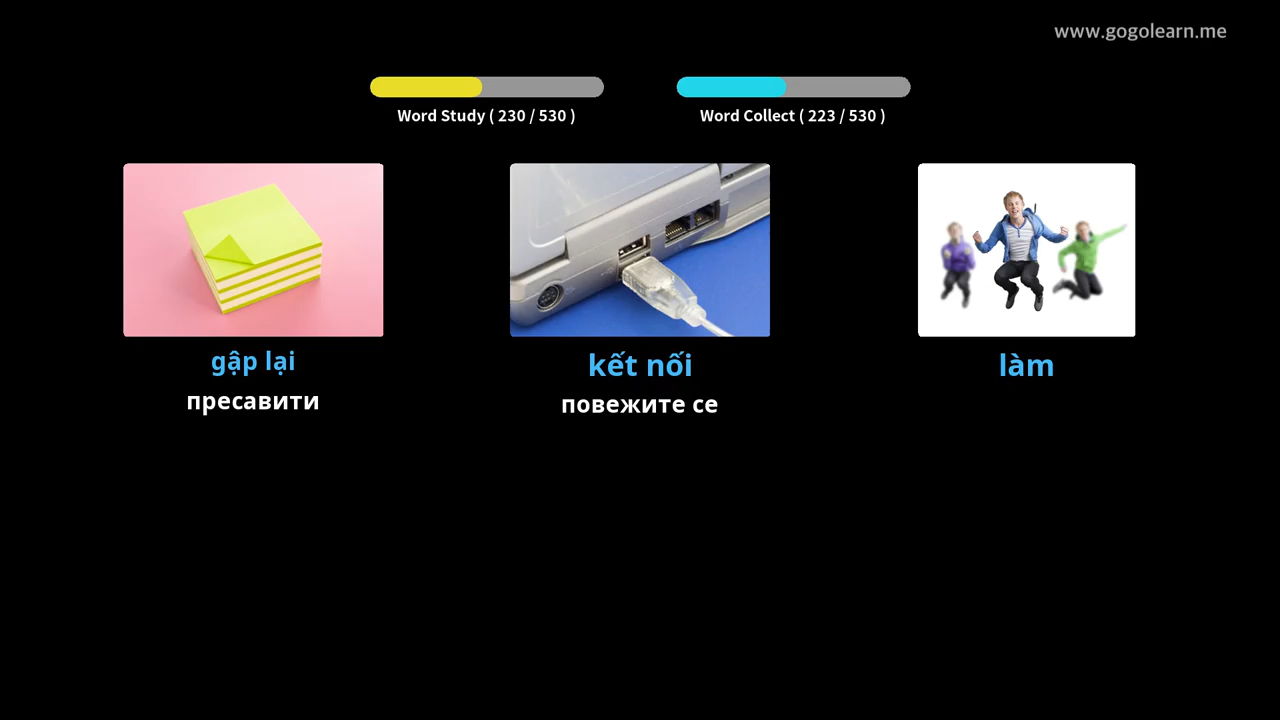 www.gogolearn.me
Word Study ( 230 / 530 )
Word Collect ( 223 / 530 )
gập lại
kết nối
làm
пресавити
повежите се